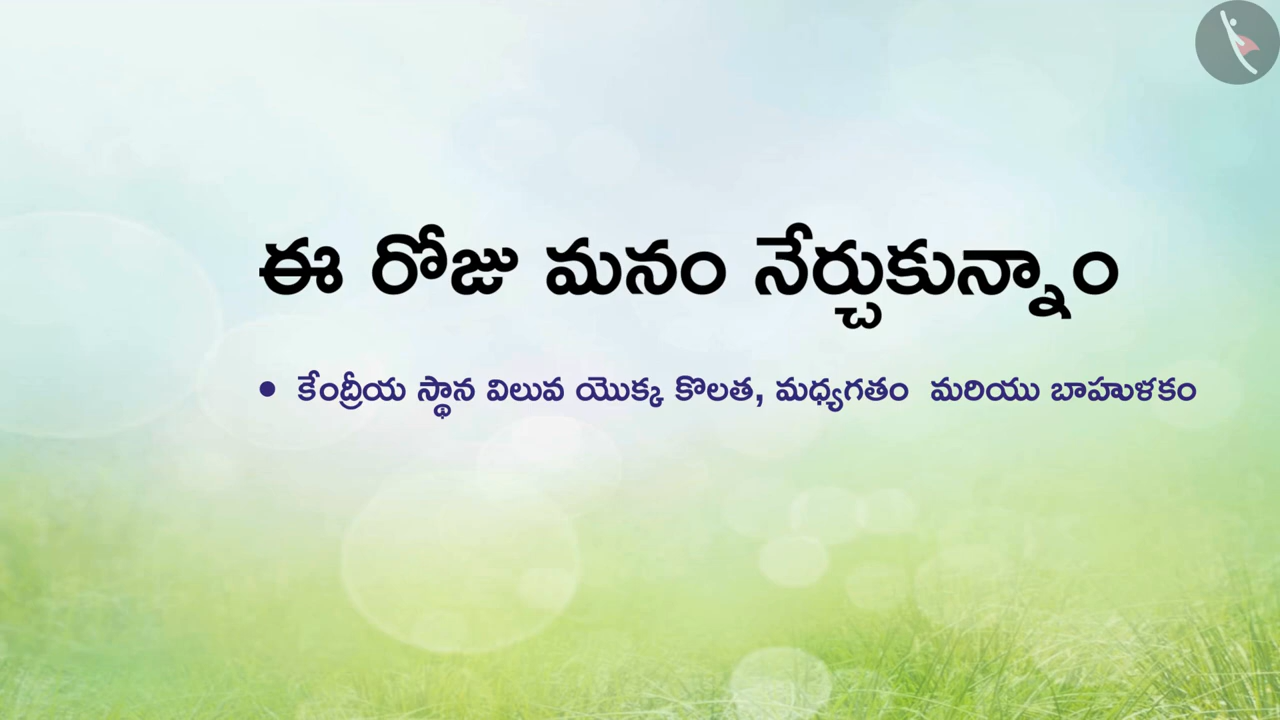 ఈ రోజు మనం నేర్చుకున్నాం
• కేంద్రీయ స్థాన విలువ యొక్క కొలత, మధ్యగతం మరియు బాహుళకం